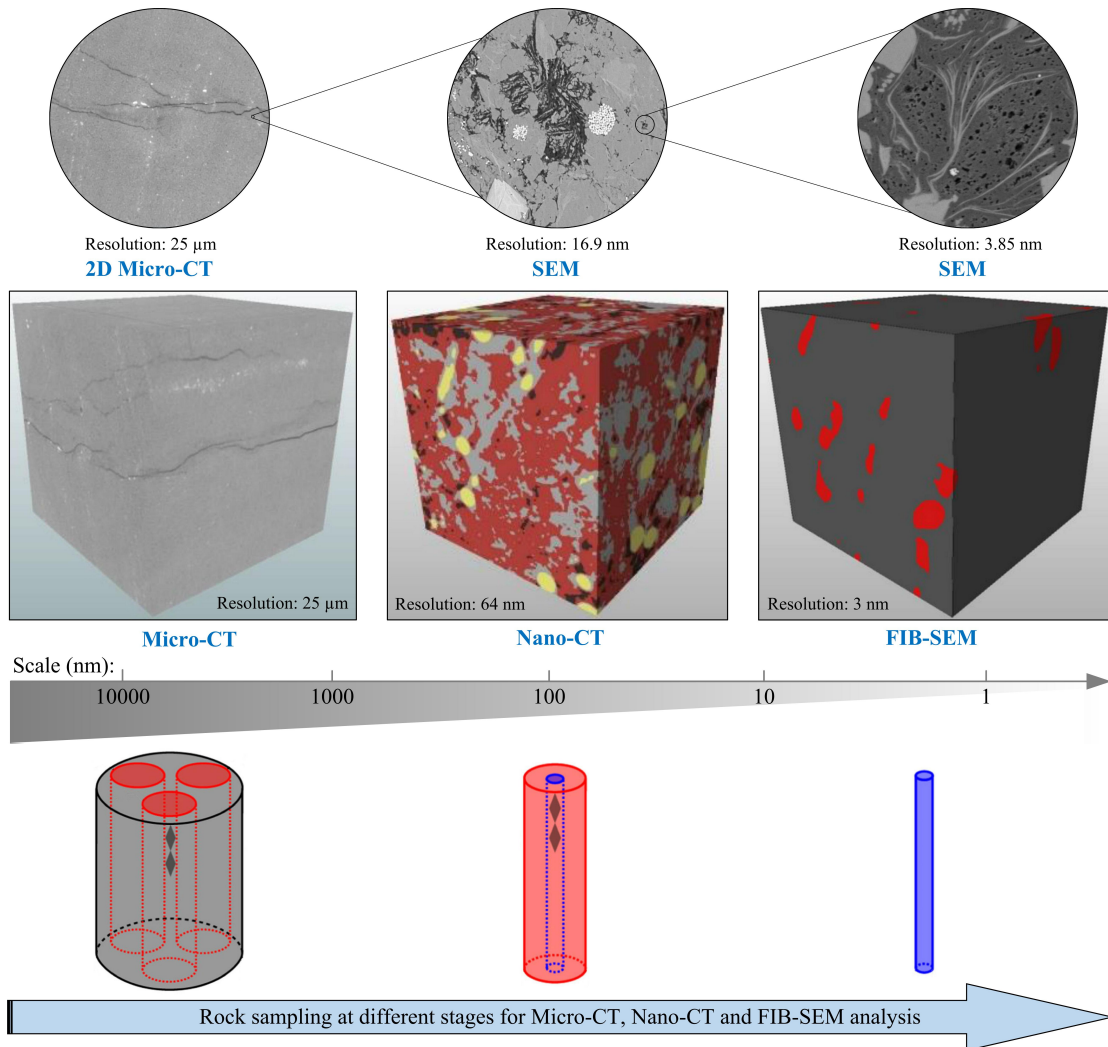 Resolution: 25 µm
2D Micro-CT
Resolution: 16.9 nm
SEM
Resolution: 3.85 nm
SEM
Resolution: 25 µm
Micro-CT
Resolution: 64 nm
Nano-CT
Resolution: 3 nm
FIB-SEM
Scale (nm):
10000 1000 100 10 1
Rock sampling at different stages for Micro-CT, Nano-CT and FIB-SEM analysis